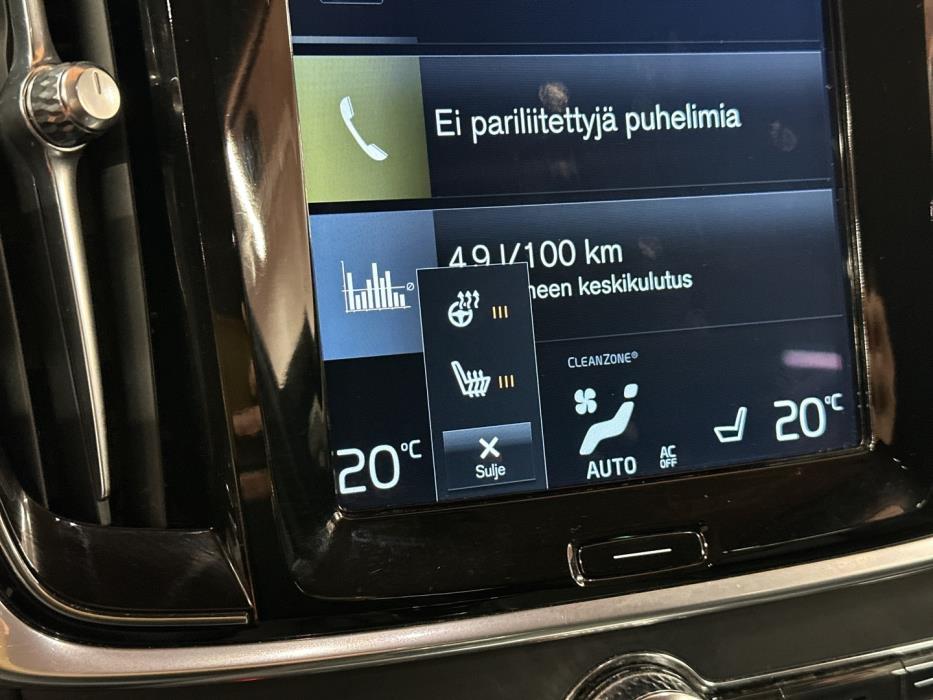 Ei pariliitettyjä puhelimia
4,9 l/100 km
keskikulutus
CLEANZONE®
20°C
Sulje
AUTO
AC
OFF
20°C